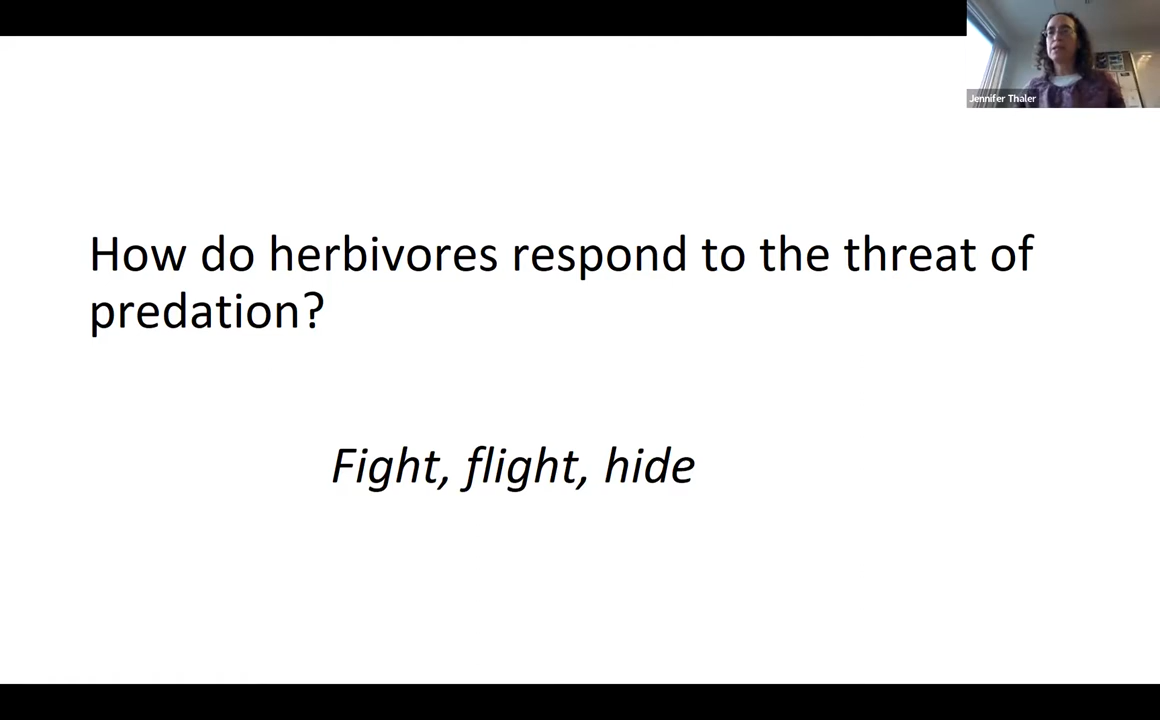 Jennifer Thaler
How do herbivores respond to the threat of
predation?
Fight, flight, hide